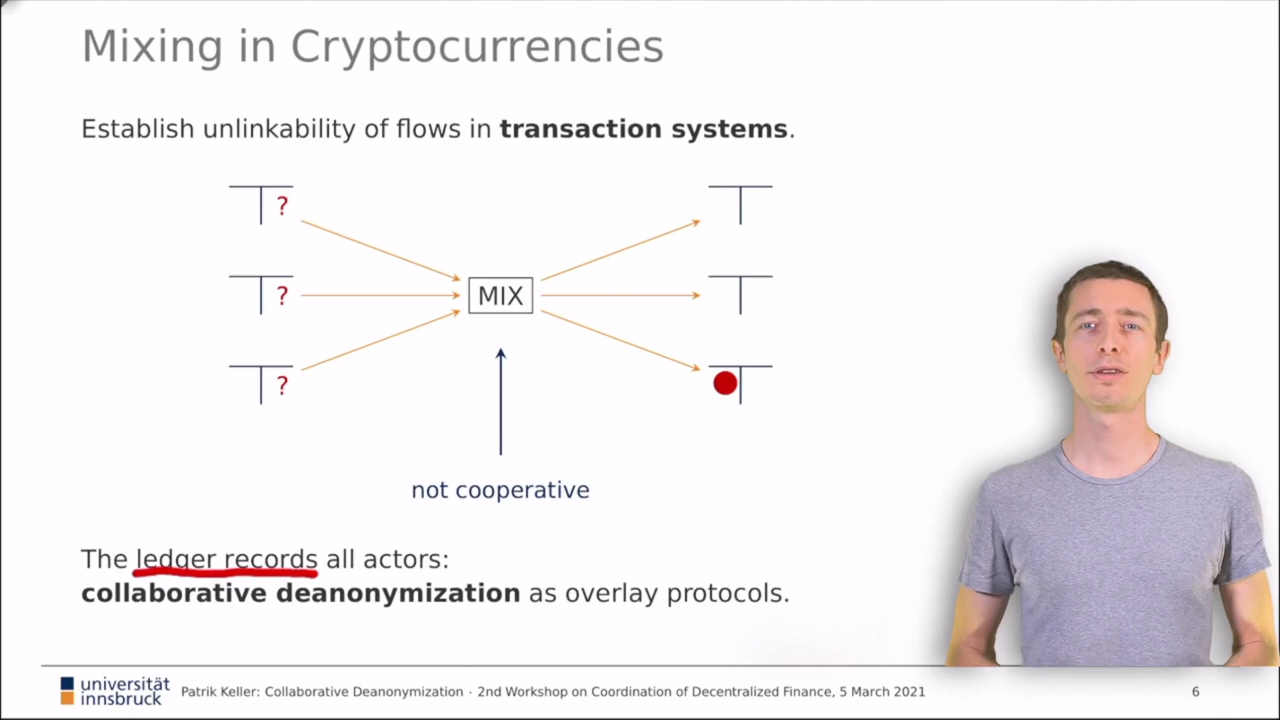 Mixing in Cryptocurrencies
Establish unlinkability of flows in transaction systems.
?
?
MIX
?
not cooperative
The ledger records all actors:
collaborative deanonymization as overlay protocols.
universität
innsbruck
Patrik Keller: Collaborative Deanonymization · 2nd Workshop on Coordination of Decentralized Finance, 5 March 2021
6